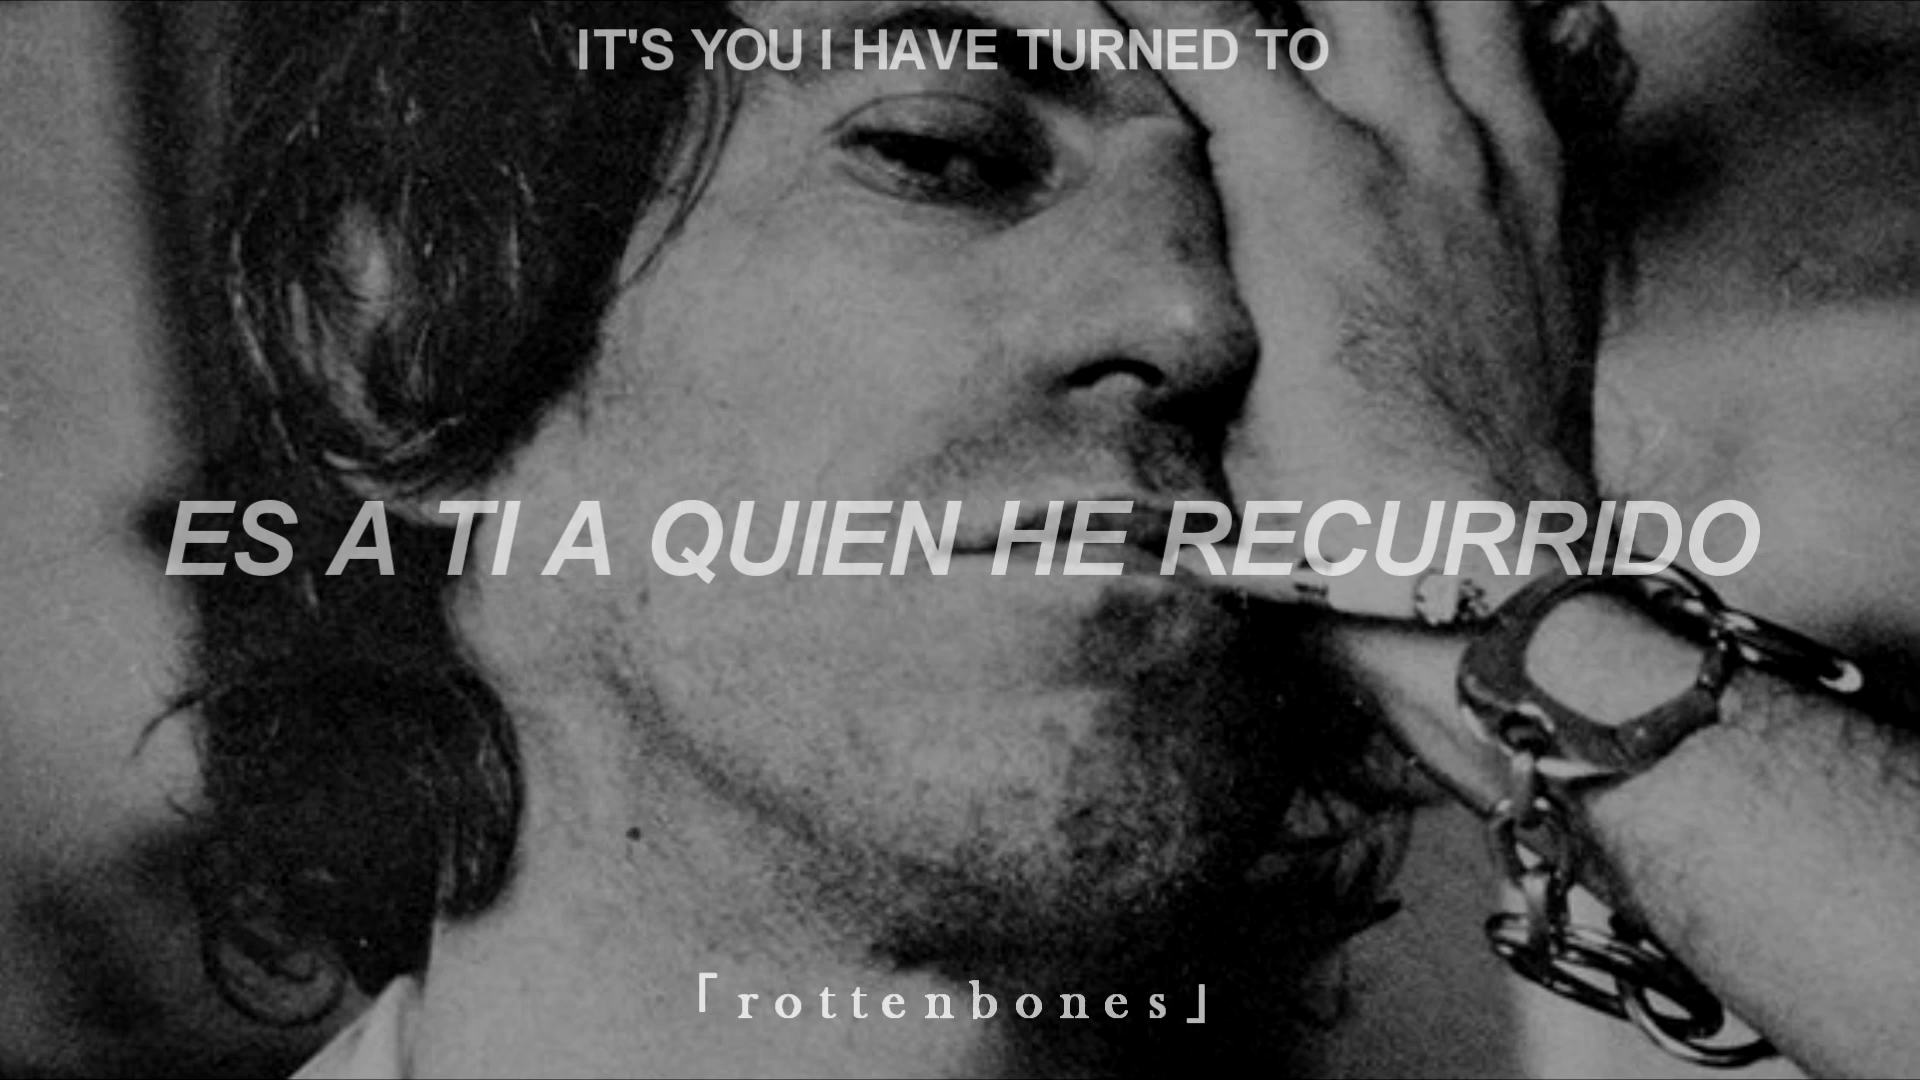 IT'S YOU I HAVE TURNED TO
ES A TI A QUIEN HE RECURRIDO
「rottenbones」